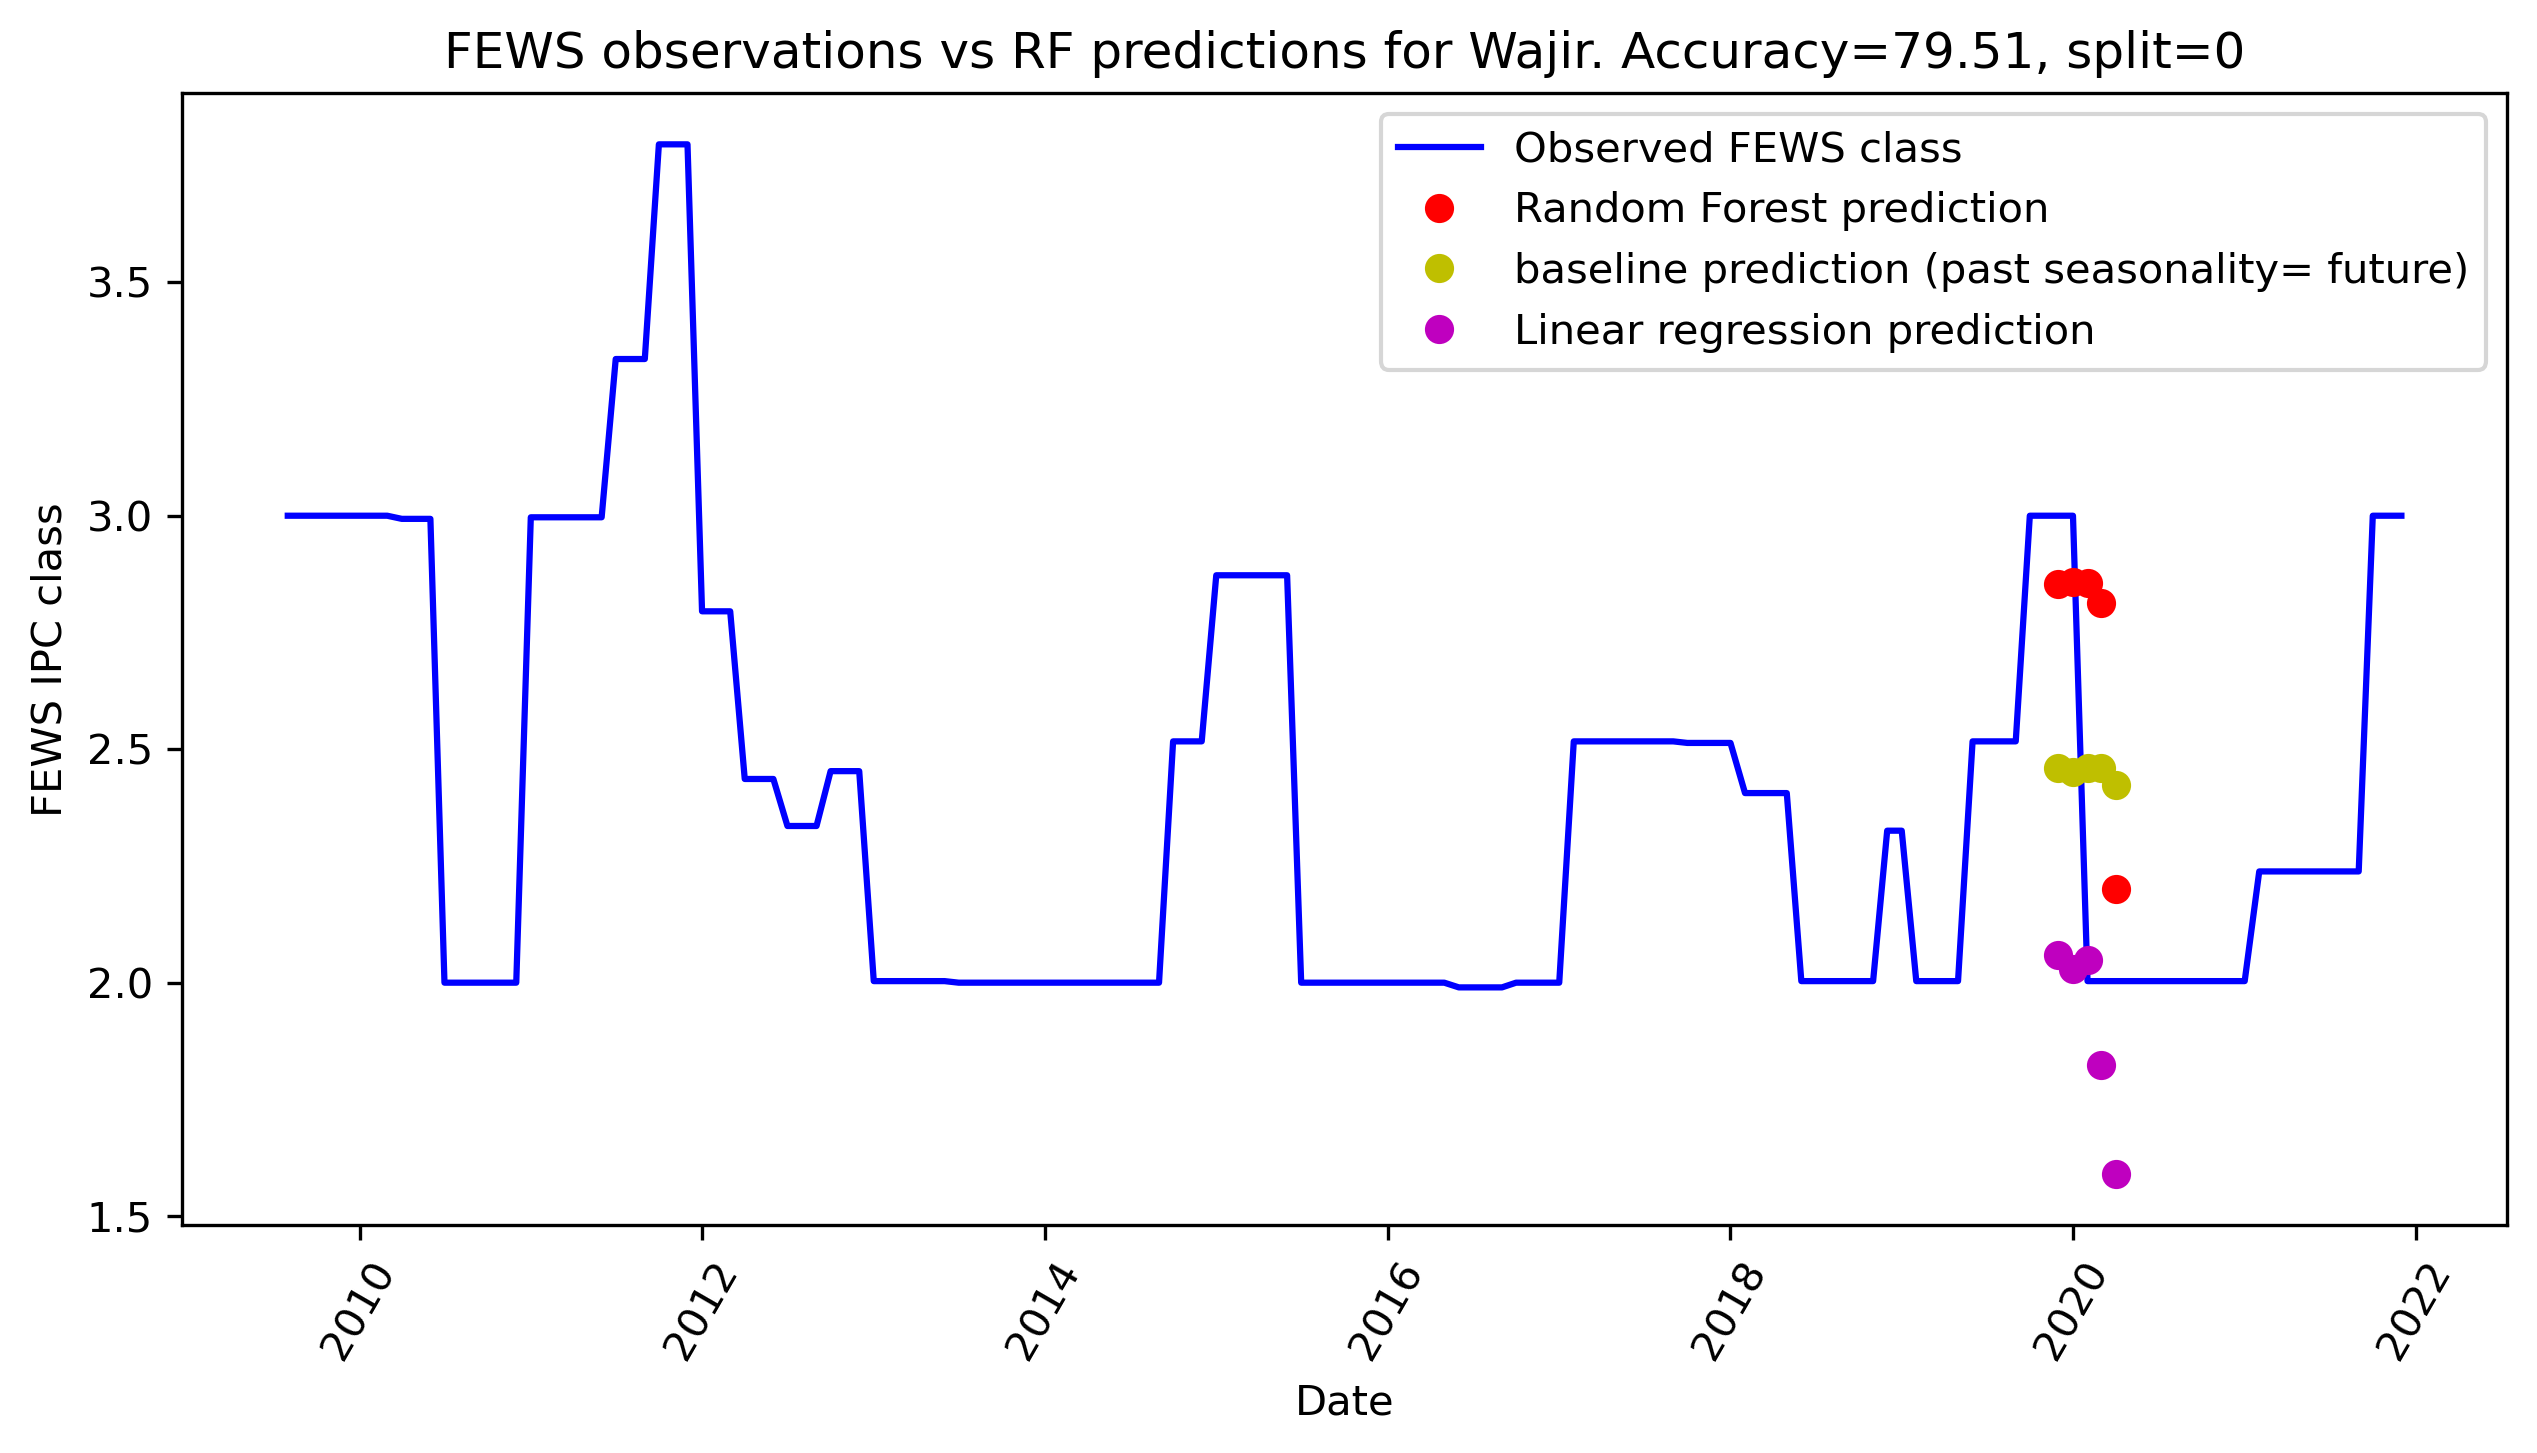 FEWS observations vs RF predictions for Wajir. Accuracy=79.51, split=0
Observed FEWS class
Random Forest prediction
baseline prediction (past seasonality= future)
Linear regression prediction
FEWS IPC class
3.5
3.0
2.5
2.0
1.5
2010
2012
2014
2016
2018
2020
2022
Date